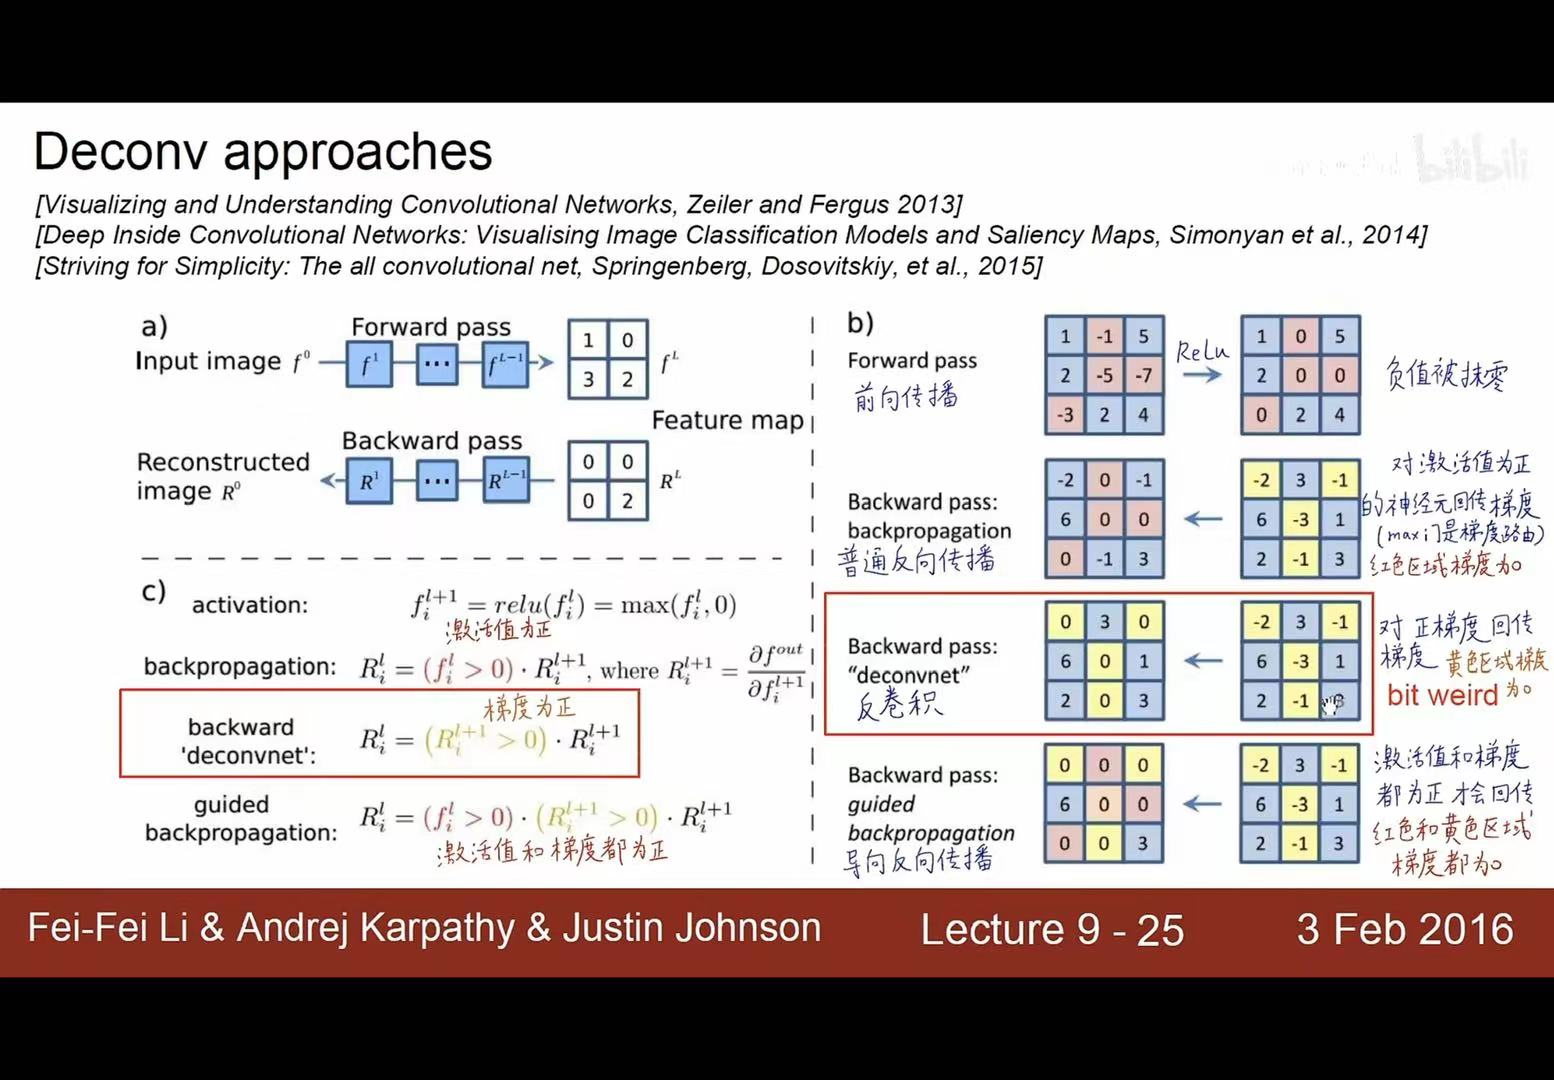 Deconv approaches
bilibili
[Visualizing and Understanding Convolutional Networks, Zeiler and Fergus 2013]
[Deep Inside Convolutional Networks: Visualising Image Classification Models and Saliency Maps, Simonyan et al., 2014]
[Striving for Simplicity: The all convolutional net, Springenberg, Dosovitskiy, et al., 2015]
a)
Forward pass
Input image f⁰
f¹ ··· f^{L-1}
1 0
3 2
f^L
Feature map
Backward pass
Reconstructed
image R⁰
R¹ ··· R^{L-1}
0 0
0 2
R^L
b)
Forward pass
前向传播
1 -1 5
2 -5 -7
-3 2 4
ReLu
1 0 5
2 0 0
0 2 4
负值被抹零
Backward pass:
backpropagation
普通反向传播
-2 0 -1
6 0 0
0 -1 3
-2 3 -1
6 -3 1
2 -1 3
对激活值为正
的神经元回传梯度
(max门是梯度路由)
红色区域梯度为0
Backward pass:
“deconvnet”
反卷积
0 3 0
6 0 1
2 0 3
-2 3 -1
6 -3 1
2 -1
对正梯度回传
梯度 黄色区域梯度
bit weird 为0
Backward pass:
guided
backpropagation
导向反向传播
0 0 0
6 0 0
0 0 3
-2 3 -1
6 -3 1
2 -1 3
激活值和梯度
都为正才会回传
红色和黄色区域
梯度都为0
c)
activation: f_i^{l+1} = relu(f_i^l) = max(f_i^l, 0)
激活值为正
backpropagation: R_i^l = (f_i^l > 0) · R_i^{l+1}, where R_i^{l+1} = ∂f^{out} / ∂f_i^{l+1}
梯度为正
backward
'deconvnet': R_i^l = (R_i^{l+1} > 0) · R_i^{l+1}
guided
backpropagation: R_i^l = (f_i^l > 0) · (R_i^{l+1} > 0) · R_i^{l+1}
激活值和梯度都为正
Fei-Fei Li & Andrej Karpathy & Justin Johnson
Lecture 9 - 25
3 Feb 2016